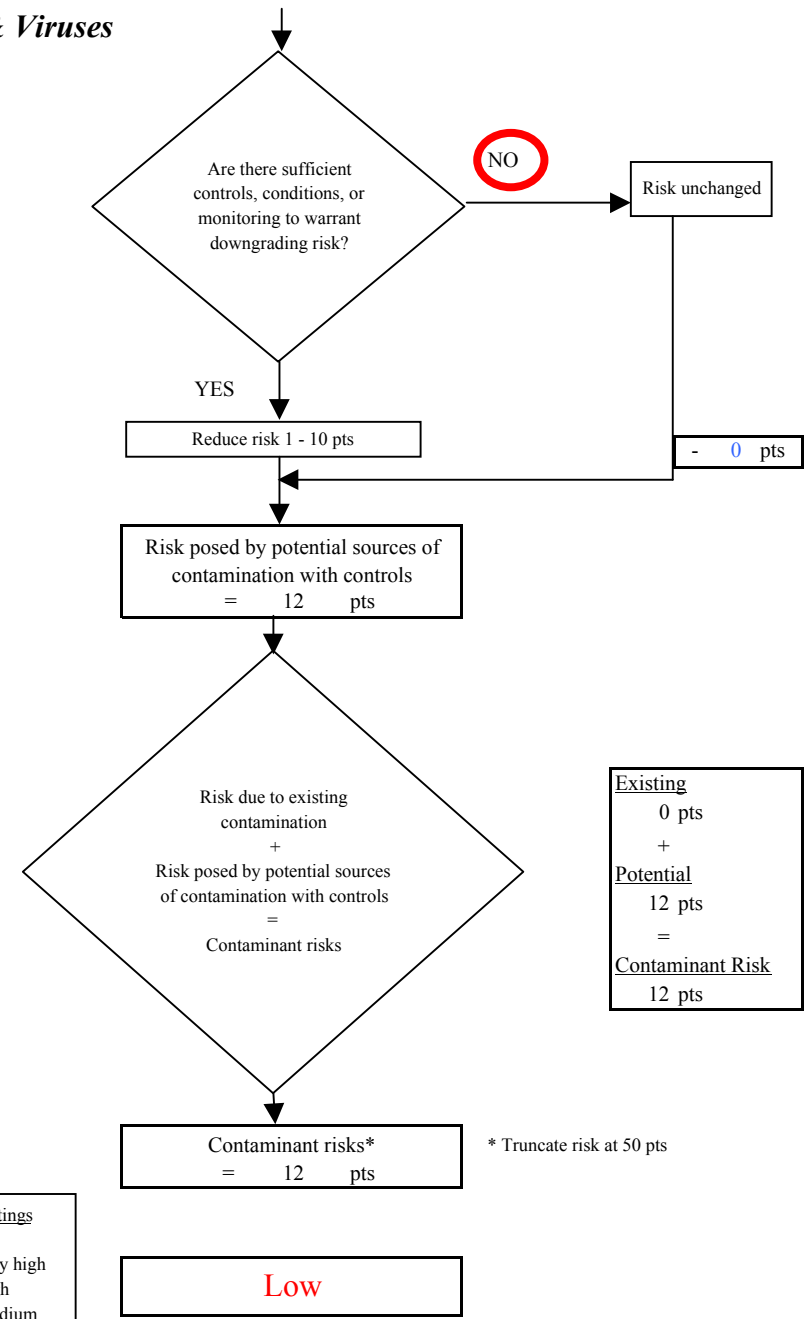 & Viruses
Are there sufficient
controls, conditions, or
monitoring to warrant
downgrading risk?
NO
Risk unchanged
YES
Reduce risk 1 - 10 pts
- 0 pts
Risk posed by potential sources of
contamination with controls
= 12 pts
Risk due to existing
contamination
+
Risk posed by potential sources
of contamination with controls
=
Contaminant risks
Existing
0 pts
+
Potential
12 pts
=
Contaminant Risk
12 pts
Contaminant risks*
= 12 pts
* Truncate risk at 50 pts
Low